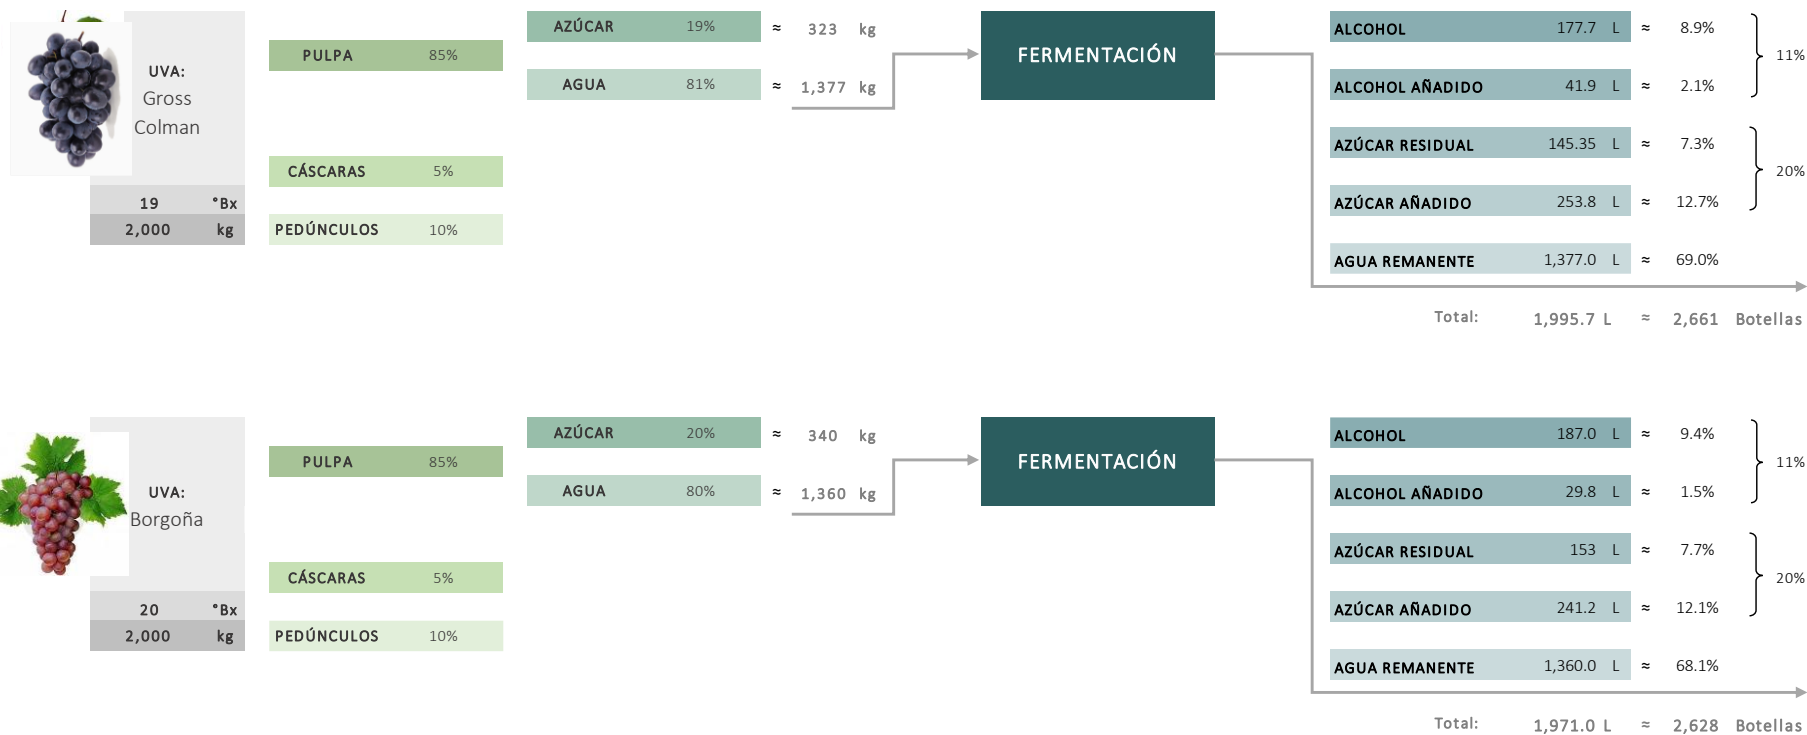 UVA:
Gross
Colman
19 °Bx
2,000 kg
PULPA 85%
CÁSCARAS 5%
PEDÚNCULOS 10%
AZÚCAR 19% ≈ 323 kg
AGUA 81% ≈ 1,377 kg
FERMENTACIÓN
ALCOHOL 177.7 L ≈ 8.9%
ALCOHOL AÑADIDO 41.9 L ≈ 2.1%
11%
AZÚCAR RESIDUAL 145.35 L ≈ 7.3%
AZÚCAR AÑADIDO 253.8 L ≈ 12.7%
20%
AGUA REMANENTE 1,377.0 L ≈ 69.0%
Total: 1,995.7 L ≈ 2,661 Botellas
UVA:
Borgoña
20 °Bx
2,000 kg
PULPA 85%
CÁSCARAS 5%
PEDÚNCULOS 10%
AZÚCAR 20% ≈ 340 kg
AGUA 80% ≈ 1,360 kg
FERMENTACIÓN
ALCOHOL 187.0 L ≈ 9.4%
ALCOHOL AÑADIDO 29.8 L ≈ 1.5%
11%
AZÚCAR RESIDUAL 153 L ≈ 7.7%
AZÚCAR AÑADIDO 241.2 L ≈ 12.1%
20%
AGUA REMANENTE 1,360.0 L ≈ 68.1%
Total: 1,971.0 L ≈ 2,628 Botellas